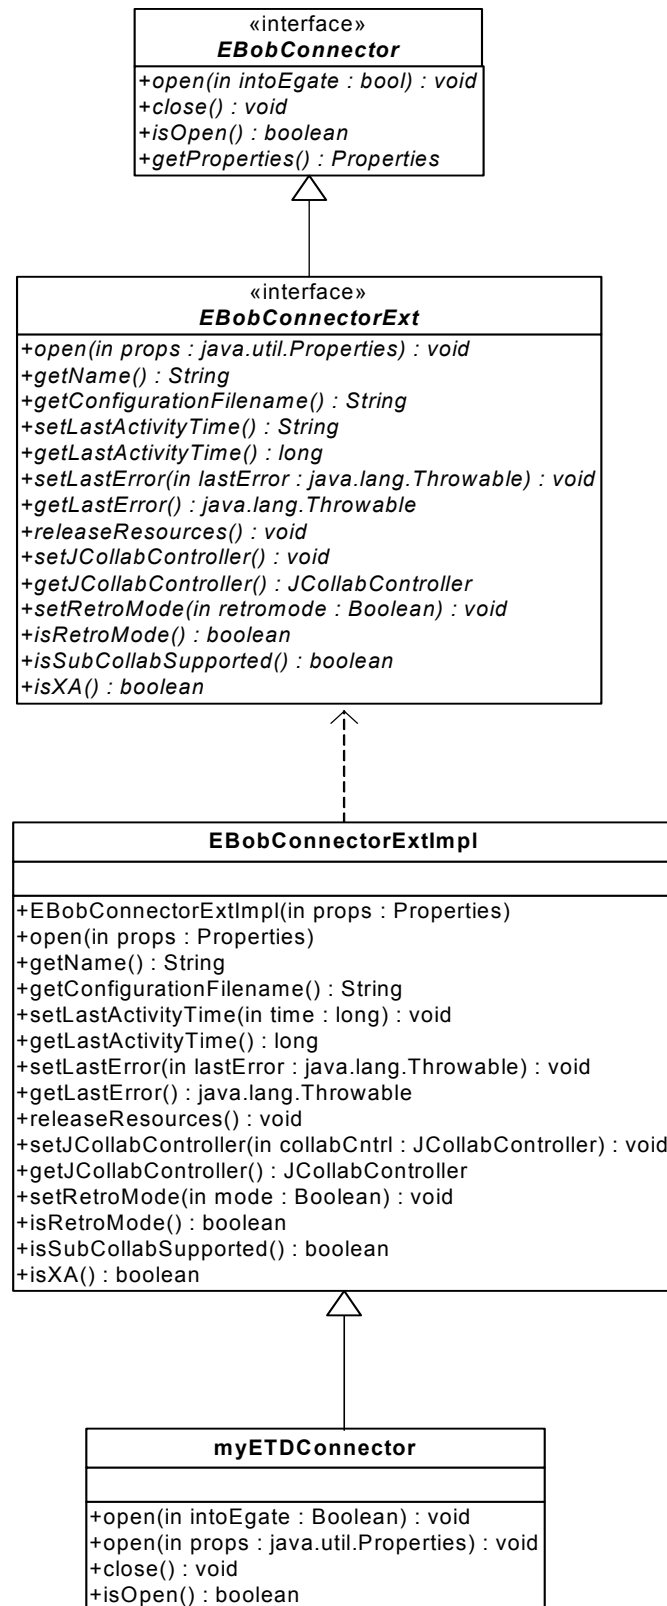 «interface»
EBobConnector
+open(in intoEgate : bool) : void
+close() : void
+isOpen() : boolean
+getProperties() : Properties
«interface»
EBobConnectorExt
+open(in props : java.util.Properties) : void
+getName() : String
+getConfigurationFilename() : String
+setLastActivityTime() : String
+getLastActivityTime() : long
+setLastError(in lastError : java.lang.Throwable) : void
+getLastError() : java.lang.Throwable
+releaseResources() : void
+setJCollabController() : void
+getJCollabController() : JCollabController
+setRetroMode(in retromode : Boolean) : void
+isRetroMode() : boolean
+isSubCollabSupported() : boolean
+isXA() : boolean
EBobConnectorExtImpl
+EBobConnectorExtImpl(in props : Properties)
+open(in props : Properties)
+getName() : String
+getConfigurationFilename() : String
+setLastActivityTime(in time : long) : void
+getLastActivityTime() : long
+setLastError(in lastError : java.lang.Throwable) : void
+getLastError() : java.lang.Throwable
+releaseResources() : void
+setJCollabController(in collabCntrl : JCollabController) : void
+getJCollabController() : JCollabController
+setRetroMode(in mode : Boolean) : void
+isRetroMode() : boolean
+isSubCollabSupported() : boolean
+isXA() : boolean
myETDConnector
+open(in intoEgate : Boolean) : void
+open(in props : java.util.Properties) : void
+close() : void
+isOpen() : boolean